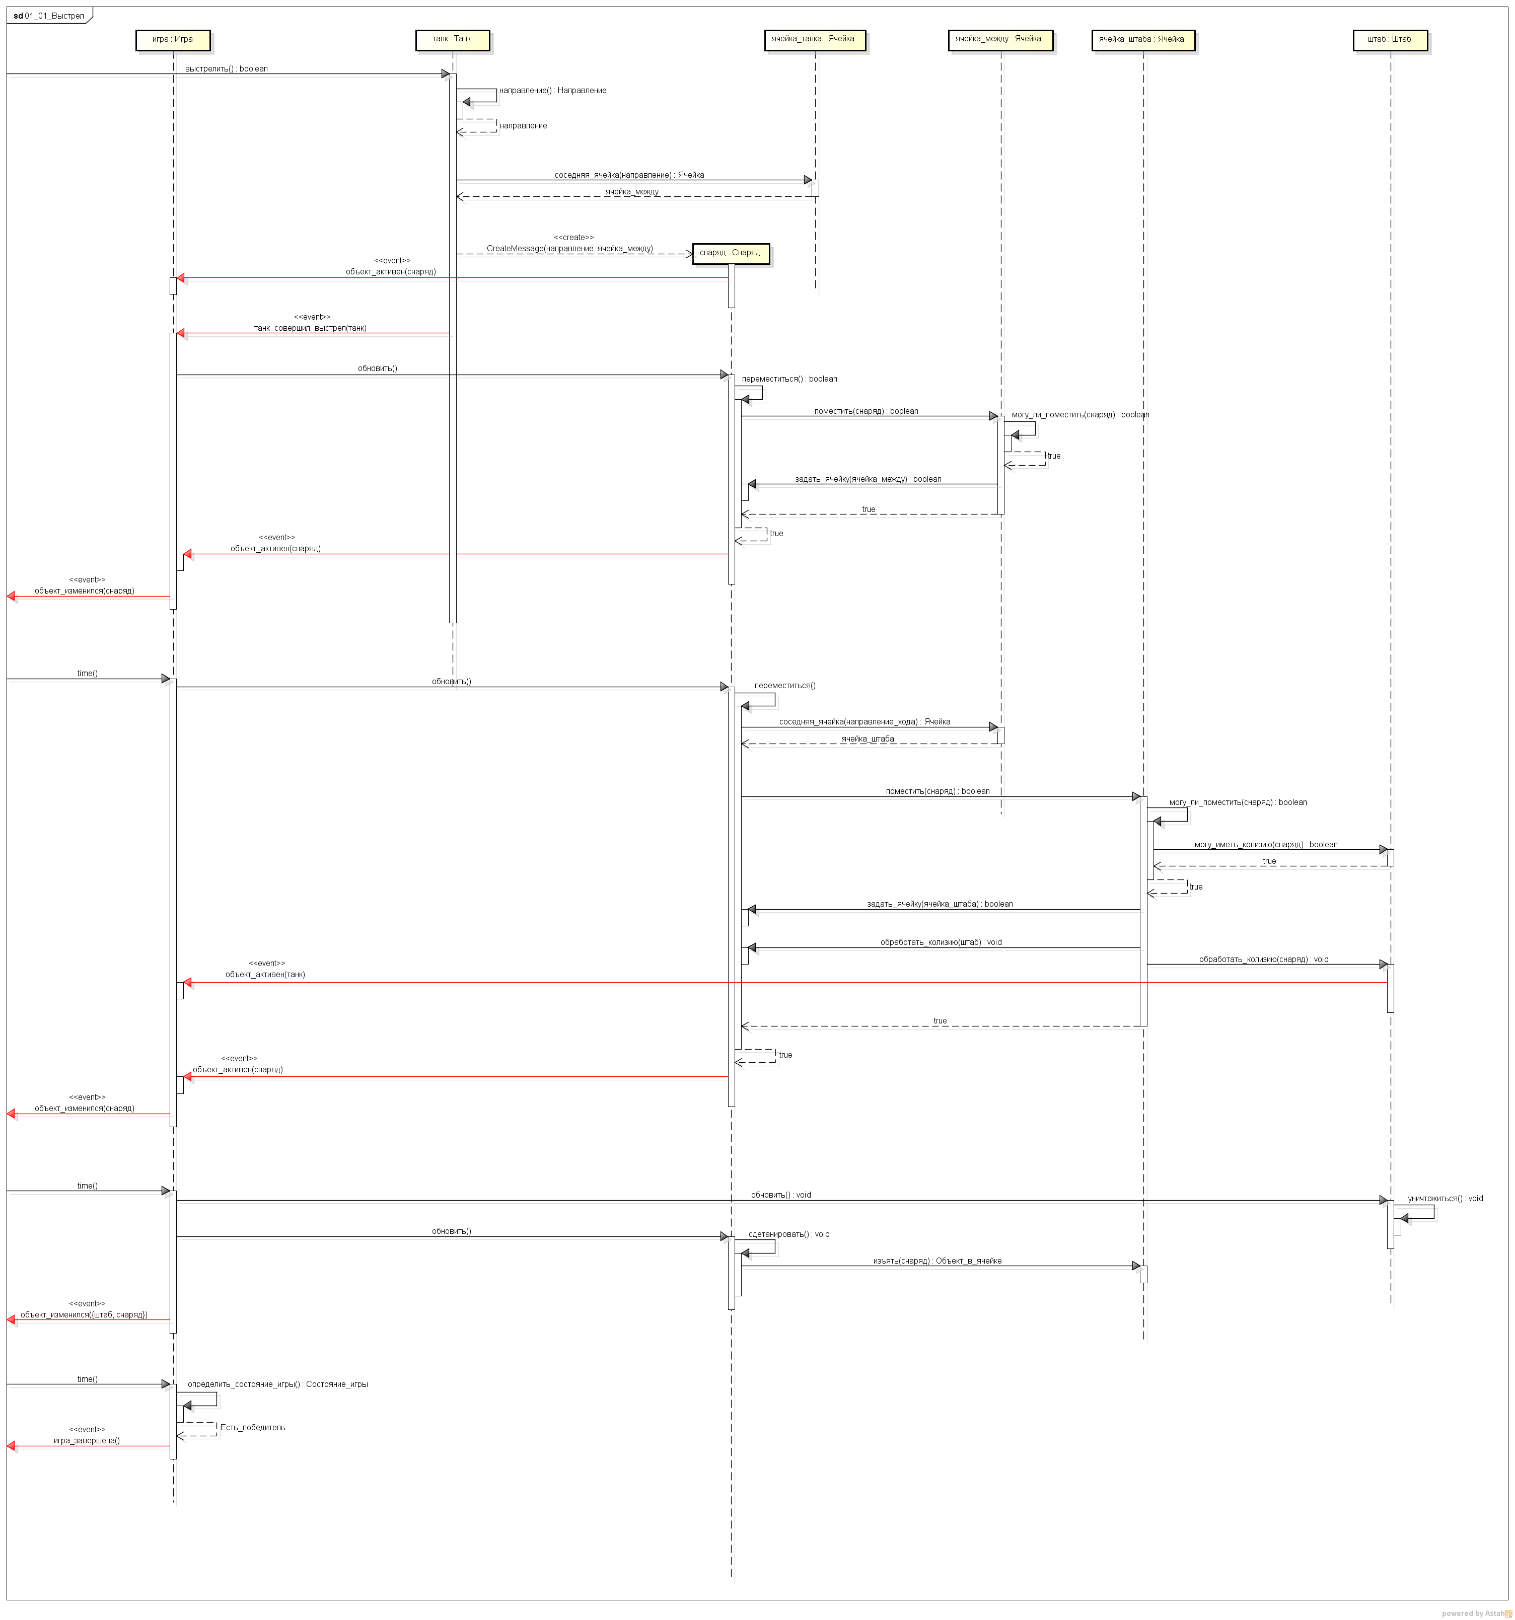 sd 01_01_Выстрел
игра : Игра
танк : Танк
ячейка_танка : Ячейка
ячейка_между : Ячейка
ячейка_штаба : Ячейка
штаб : Штаб
выстрелить() : boolean
направление() : Направление
направление
соседняя_ячейка(направление) : Ячейка
ячейка_между
<<create>>
CreateMessage(направление, ячейка_между)
снаряд : Снаряд
<<event>>
объект_активен(снаряд)
<<event>>
танк_совершил_выстрел(танк)
обновить()
переместиться() : boolean
поместить(снаряд) : boolean
могу_ли_поместить(снаряд) : boolean
true
задать_ячейку(ячейка_между) : boolean
true
true
<<event>>
объект_активен(снаряд)
<<event>>
объект_изменился(снаряд)
time()
обновить()
переместиться()
соседняя_ячейка(направление_хода) : Ячейка
ячейка_штаба
поместить(снаряд) : boolean
могу_ли_поместить(снаряд) : boolean
могу_иметь_колизию(снаряд) : boolean
true
true
задать_ячейку(ячейка_штаба) : boolean
обработать_колизию(штаб) : void
обработать_колизию(снаряд) : void
<<event>>
объект_активен(танк)
true
true
<<event>>
объект_активен(снаряд)
<<event>>
объект_изменился(снаряд)
time()
обновить() : void
уничтожиться() : void
обновить()
сдетанировать() : void
изъять(снаряд) : Объект_в_ячейке
<<event>>
объект_изменился({штаб, снаряд})
time()
определить_состояние_игры() : Состояние_игры
Есть_победитель
<<event>>
игра_завершена()
powered by Astah